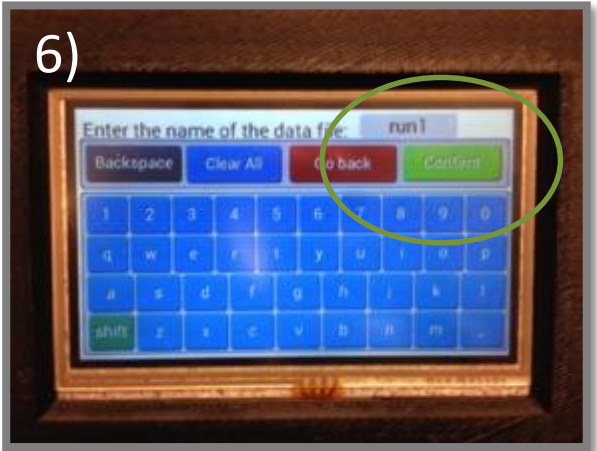 6)
Enter the name of the data file: run1
Backspace Clear All Go back Confirm
1 2 3 4 5 6 7 8 9 0
q w e r t y u i o p
a s d f g h j k l
shift z x c v b n m _